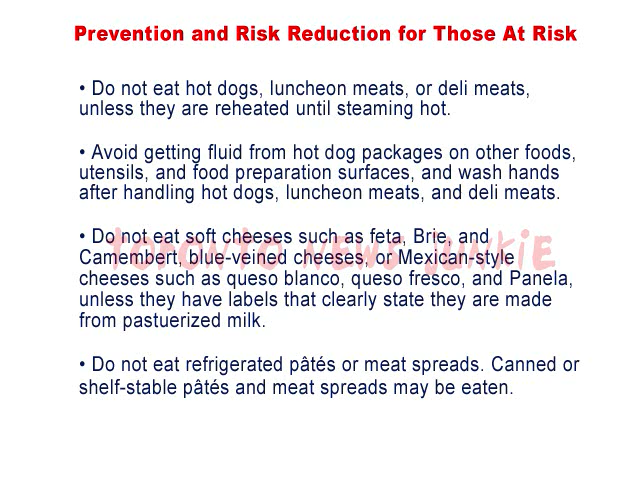 Prevention and Risk Reduction for Those At Risk
• Do not eat hot dogs, luncheon meats, or deli meats,
unless they are reheated until steaming hot.
• Avoid getting fluid from hot dog packages on other foods,
utensils, and food preparation surfaces, and wash hands
after handling hot dogs, luncheon meats, and deli meats.
• Do not eat soft cheeses such as feta, Brie, and
TORONTO NEWS JUNKIE
Camembert, blue-veined cheeses, or Mexican-style
cheeses such as queso blanco, queso fresco, and Panela,
unless they have labels that clearly state they are made
from pastuerized milk.
• Do not eat refrigerated pâtés or meat spreads. Canned or
shelf-stable pâtés and meat spreads may be eaten.